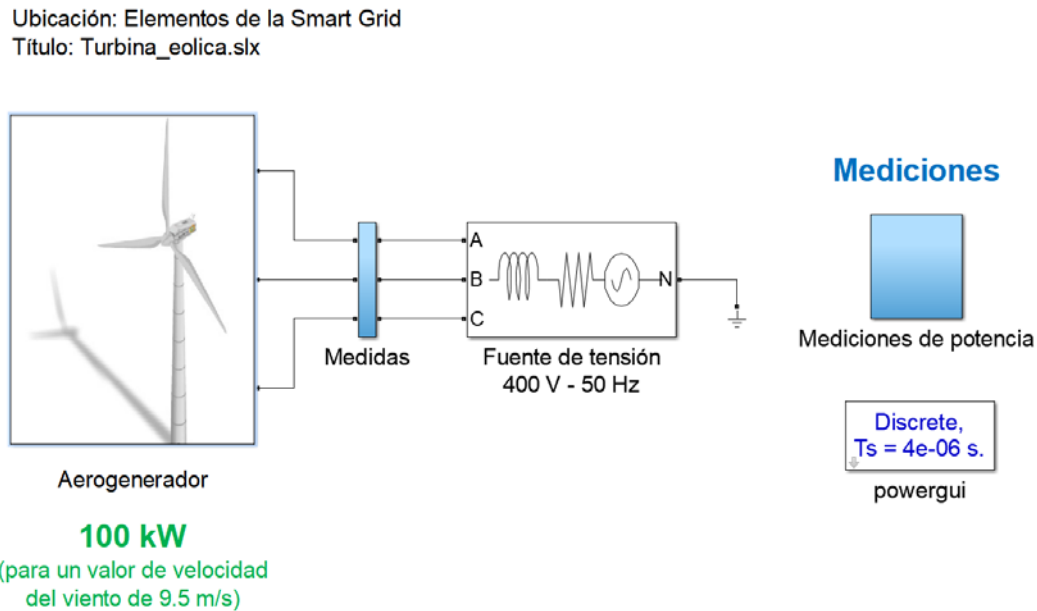 Ubicación: Elementos de la Smart Grid
Título: Turbina_eolica.slx
Mediciones
A
B
C
N
Medidas
Fuente de tensión
400 V - 50 Hz
Mediciones de potencia
Discrete,
Ts = 4e-06 s.
powergui
Aerogenerador
100 kW
(para un valor de velocidad
del viento de 9.5 m/s)